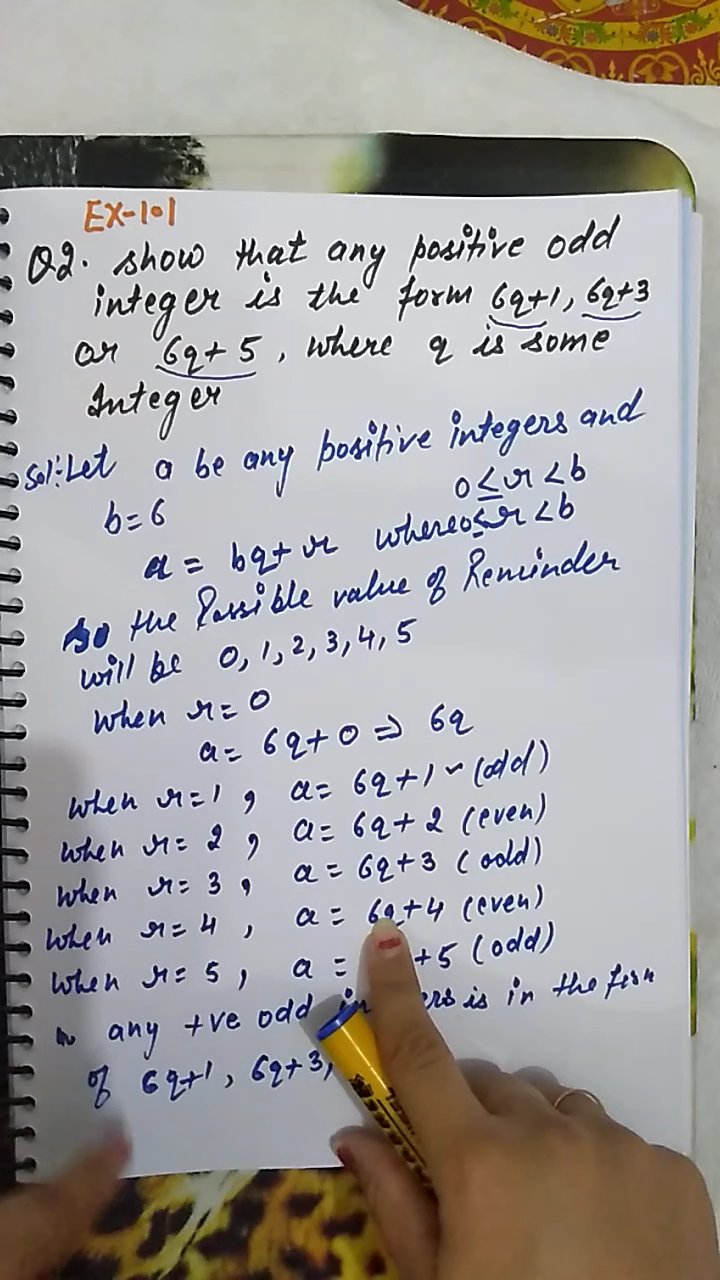 EX-1.1
Q2. show that any positive odd
integer is the form 6q+1, 6q+3
or 6q+5, where q is some
Integer
Sol: Let a be any positive integers and
b=6 0≤r<b
a = bq+r where 0≤r<b
so the Possible value of Reminder
will be 0, 1, 2, 3, 4, 5
when r=0
a= 6q+0 => 6q
when r=1, a= 6q+1 (odd)
when r= 2, a= 6q+2 (even)
when r= 3, a= 6q+3 (odd)
when r= 4, a= 6q+4 (even)
when r= 5, a= +5 (odd)
any +ve odd is in the
of 6q+1, 6q+3,